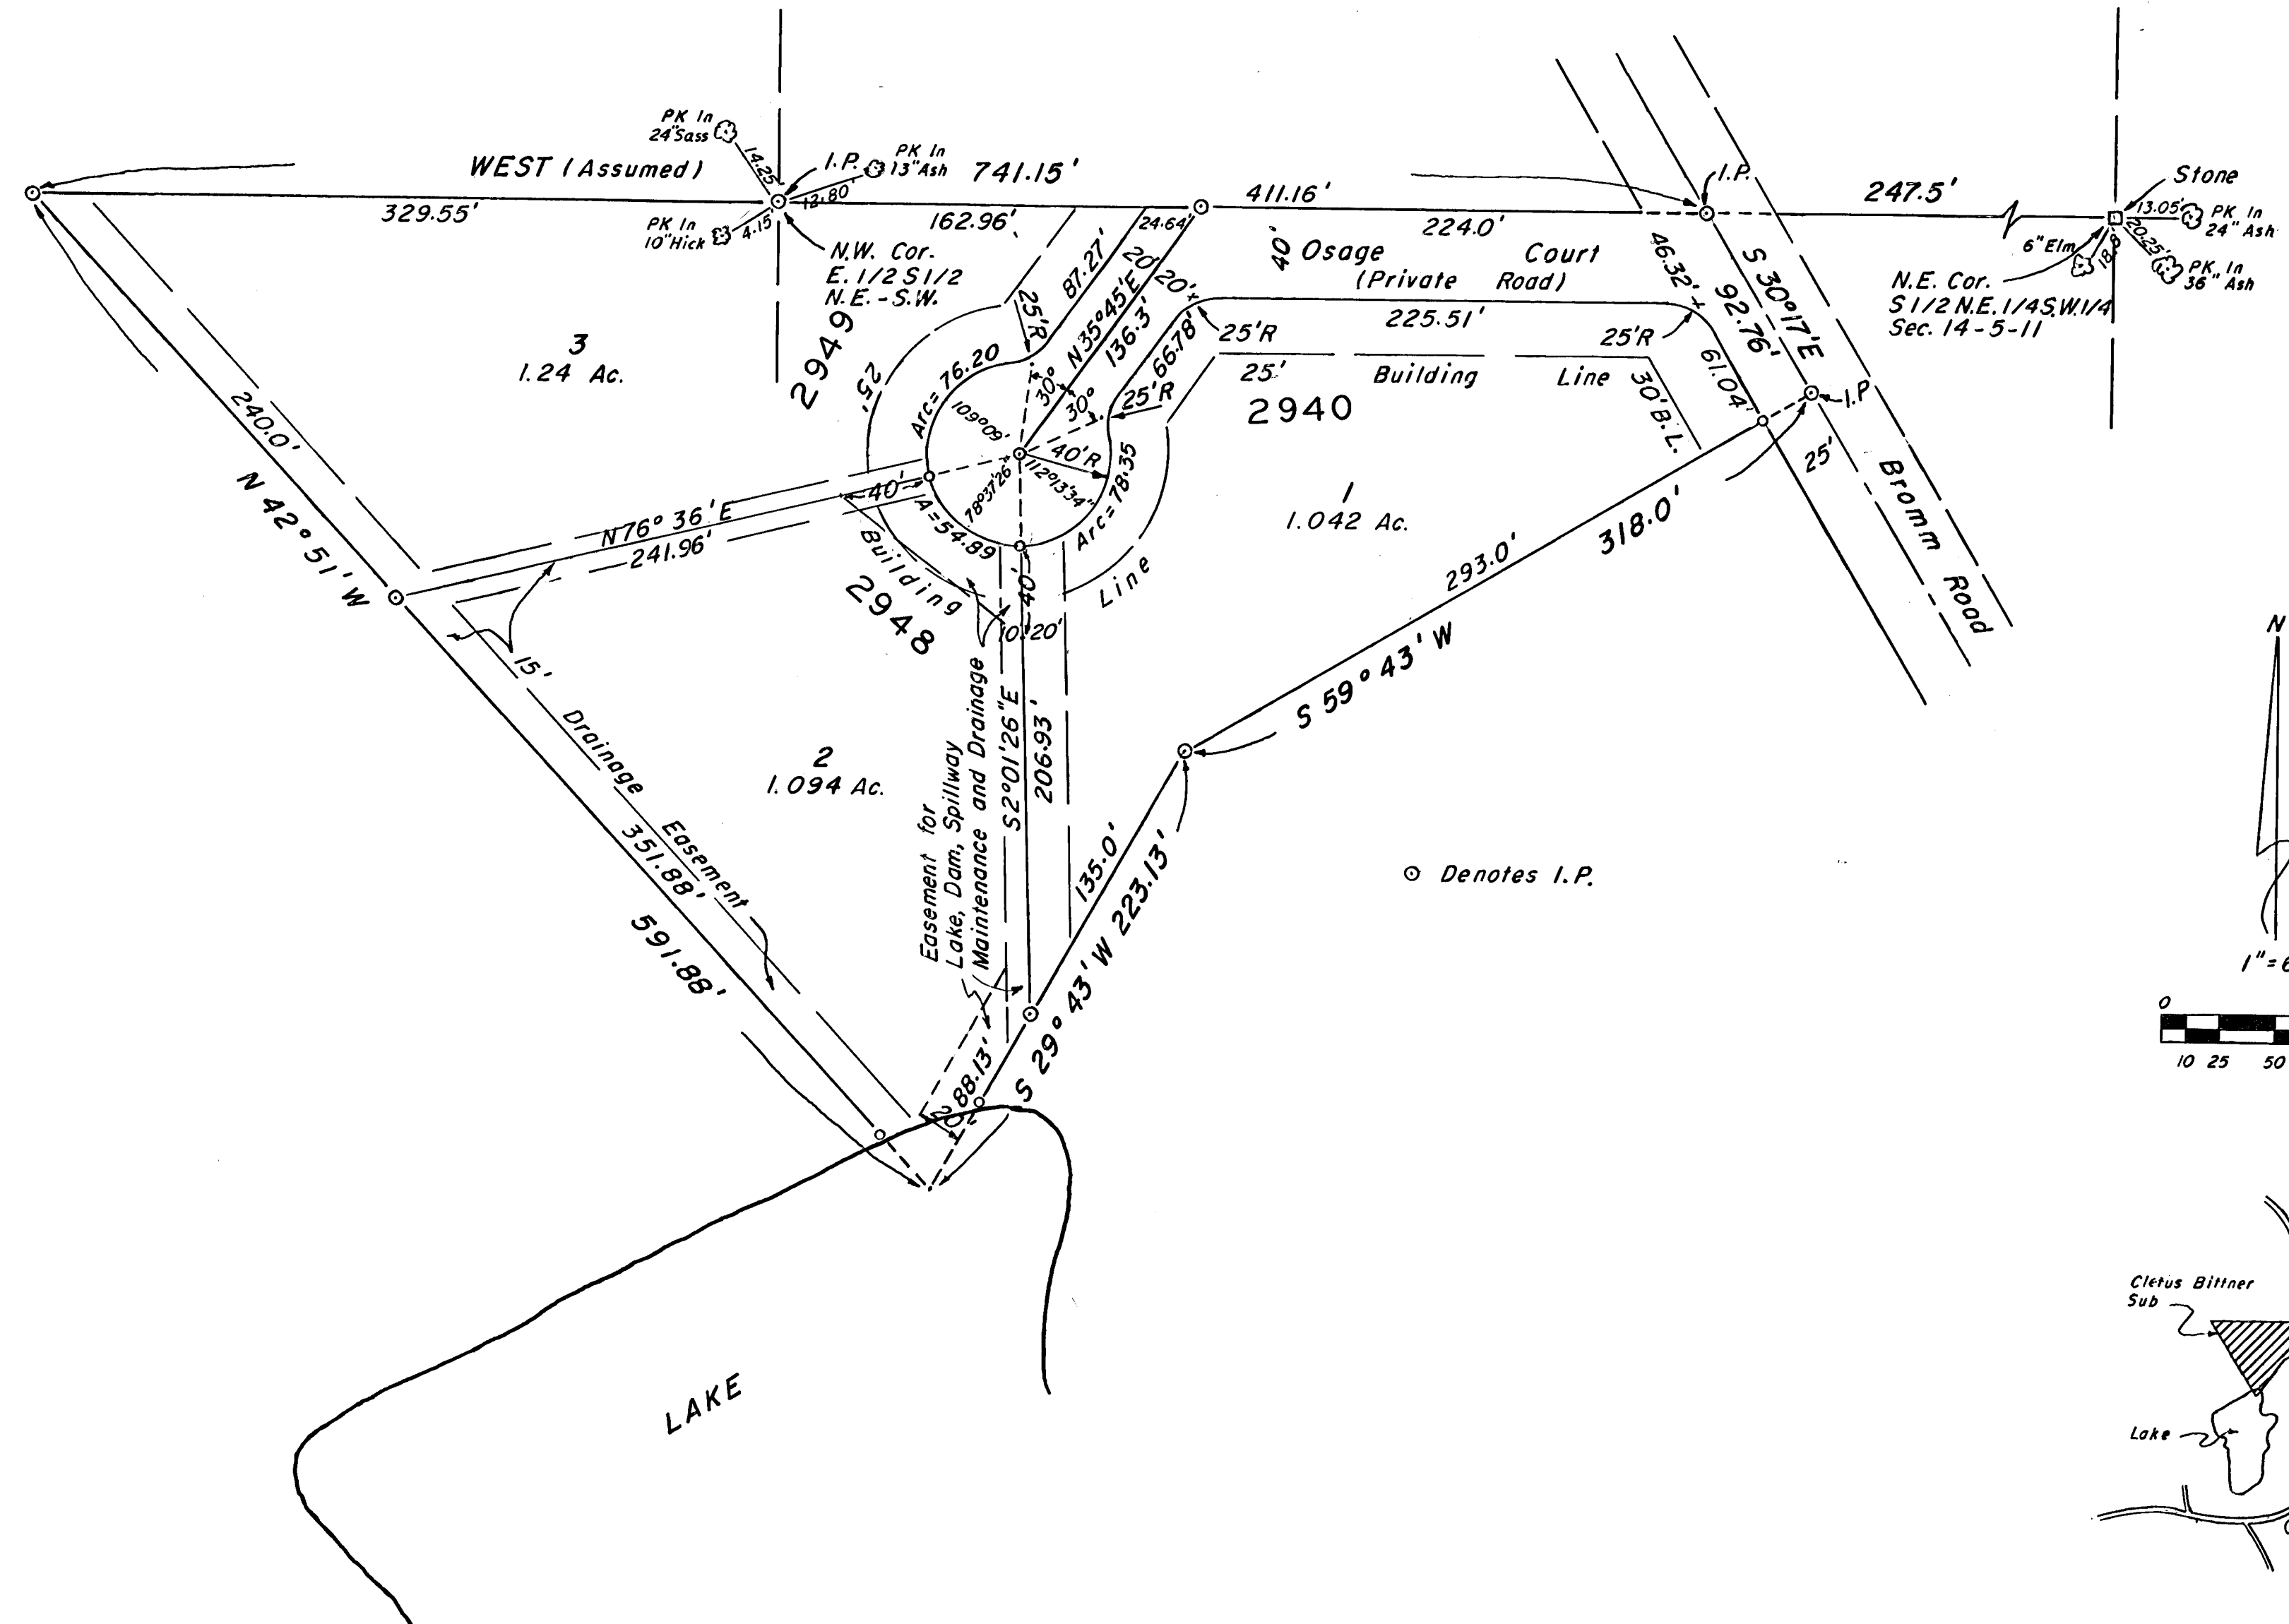 PK In
24"Sass
14.25'
WEST (Assumed)
I.P.
PK In
13"Ash
12.80'
741.15'
329.55'
PK In
10"Hick
4.15'
162.96'
24.64'
411.16'
224.0'
I.P.
247.5'
Stone
13.05'
PK In
24" Ash
20.25'
6"Elm
PK In
36" Ash
N.W. Cor.
E. 1/2 S 1/2
N.E. - S.W.
N.E. Cor.
S 1/2 N.E. 1/4 S.W. 1/4
Sec. 14-5-11
87.27'
20'
20'
40'
Osage Court
(Private Road)
46.32'
S 30°17'E
92.76'
25'R
N 35°45'E
136.3'
66.78'
25'R
225.51'
25'R
61.04'
I.P.
3
1.24 Ac.
2949
25'
Arc= 76.20
30°
30°
25'R
25' Building Line
30' B.L.
2940
109°09'
40'R
240.0'
78°37'26"
112°13'34"
Arc=78.35
25'
Bromm Road
N 42°51' W
40'
N 76° 36' E
241.96'
A=54.89
1
1.042 Ac.
293.0'
318.0'
Building Line
2948
40'
10'
20'
S 59° 43' W
15'
Drainage Easement
2
1.094 Ac.
Easement for
Lake, Dam, Spillway
Maintenance and Drainage
S 2°01'26"E
206.93'
351.88'
591.88'
135.0'
S 29° 43' W 223.13'
88.13'
20'
Denotes I.P.
N
0
10 25 50
LAKE
Cletus Bittner
Sub
Lake